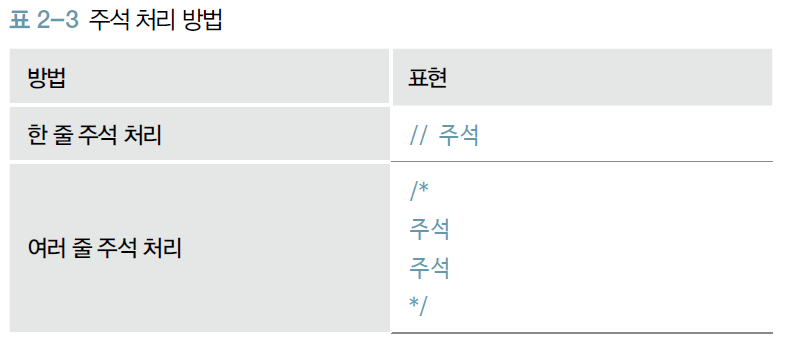 표 2-3 주석 처리 방법
방법 표현
한 줄 주석 처리 // 주석
여러 줄 주석 처리
/*
주석
주석
*/